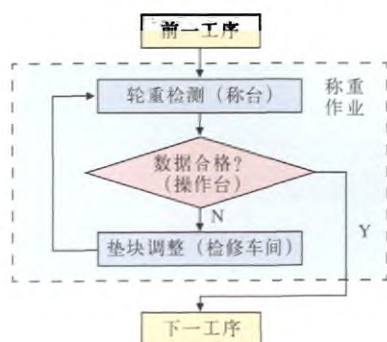 前一工序
轮重检测（称台）
称重
作业
数据合格？
（操作台）
N
Y
垫块调整（检修车间）
下一工序